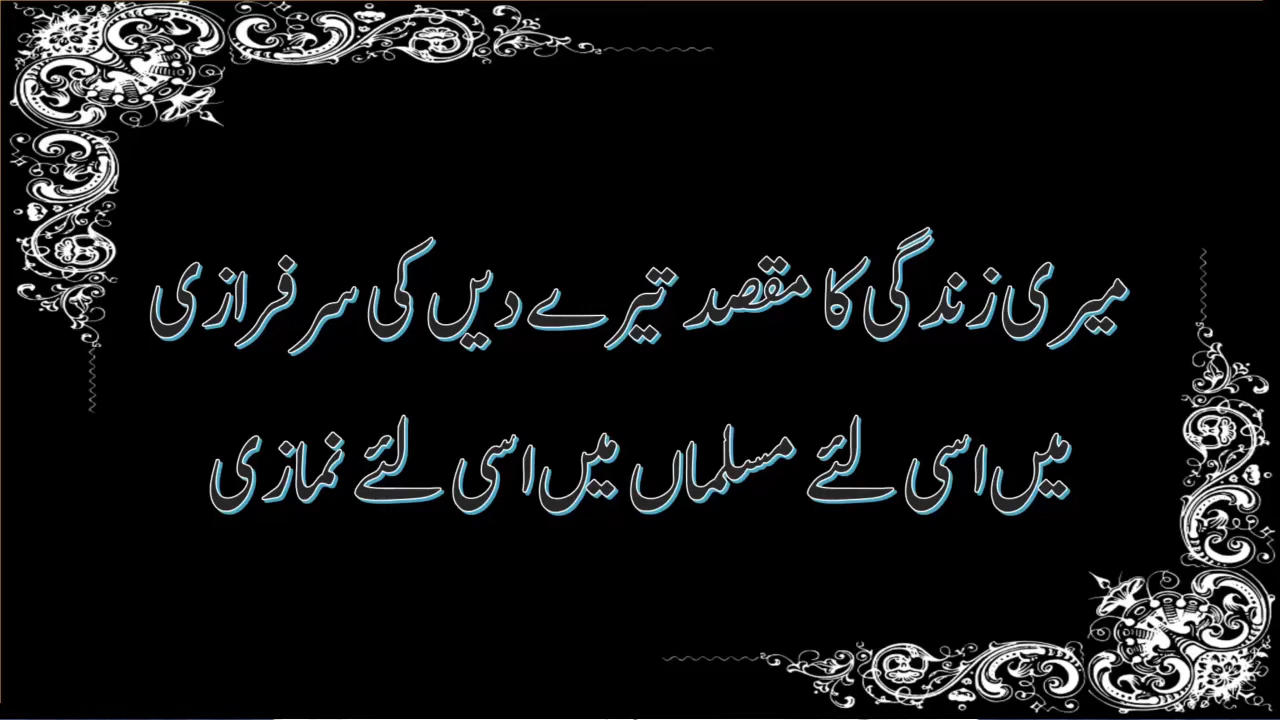 میری زندگی کا مقصد تیرے دیں کی سرفرازی
میں اسی لئے مسلماں میں اسی لئے نمازی